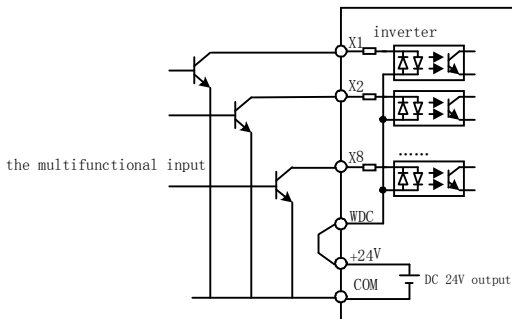 inverter
X1
X2
the multifunctional input
......
X8
WDC
+24V
DC 24V output
COM